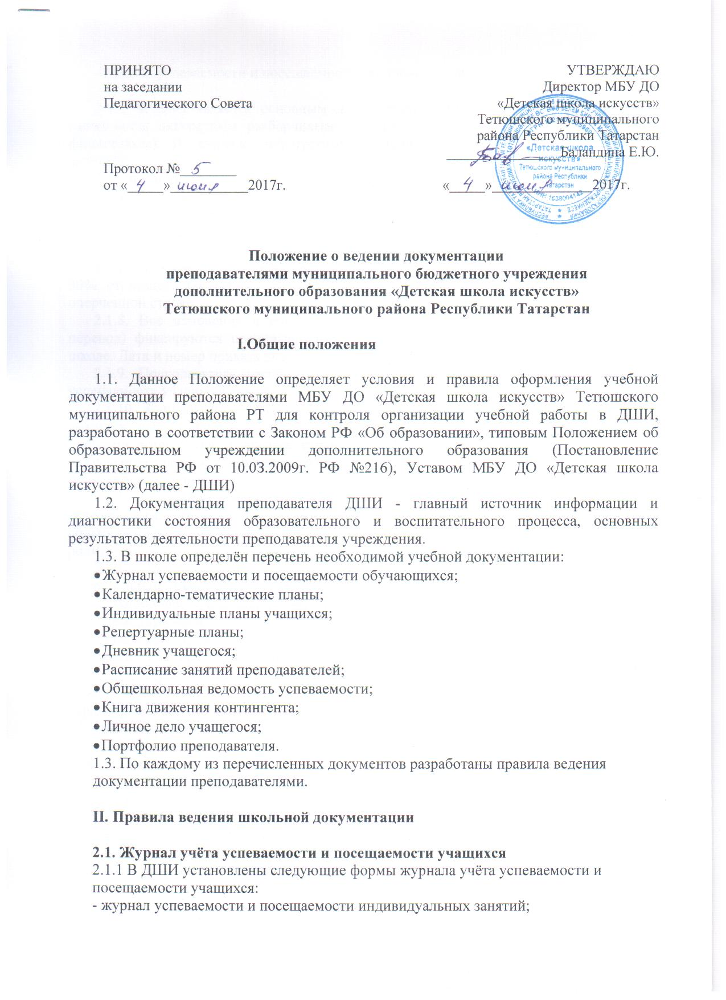 ПРИНЯТО
на заседании
Педагогического Совета
Протокол № 5
от « 4 » июня 2017г.
УТВЕРЖДАЮ
Директор МБУ ДО
«Детская школа искусств»
Тетюшского муниципального
района Республики Татарстан
Баландина Е.Ю.
« 4 » июня 2017г.
«Детская школа
искусств»
Тетюшского муниципального
района Республики
Татарстан
ИНН 1638004142
Положение о ведении документации
преподавателями муниципального бюджетного учреждения
дополнительного образования «Детская школа искусств»
Тетюшского муниципального района Республики Татарстан
I.Общие положения
1.1. Данное Положение определяет условия и правила оформления учебной
документации преподавателями МБУ ДО «Детская школа искусств» Тетюшского
муниципального района РТ для контроля организации учебной работы в ДШИ,
разработано в соответствии с Законом РФ «Об образовании», типовым Положением об
образовательном учреждении дополнительного образования (Постановление
Правительства РФ от 10.03.2009г. РФ №216), Уставом МБУ ДО «Детская школа
искусств» (далее - ДШИ)
1.2. Документация преподавателя ДШИ - главный источник информации и
диагностики состояния образовательного и воспитательного процесса, основных
результатов деятельности преподавателя учреждения.
1.3. В школе определён перечень необходимой учебной документации:
•Журнал успеваемости и посещаемости обучающихся;
•Календарно-тематические планы;
•Индивидуальные планы учащихся;
•Репертуарные планы;
•Дневник учащегося;
•Расписание занятий преподавателей;
•Общешкольная ведомость успеваемости;
•Книга движения контингента;
•Личное дело учащегося;
•Портфолио преподавателя.
1.3. По каждому из перечисленных документов разработаны правила ведения
документации преподавателями.
II. Правила ведения школьной документации
2.1. Журнал учёта успеваемости и посещаемости учащихся
2.1.1 В ДШИ установлены следующие формы журнала учёта успеваемости и
посещаемости учащихся:
- журнал успеваемости и посещаемости индивидуальных занятий;